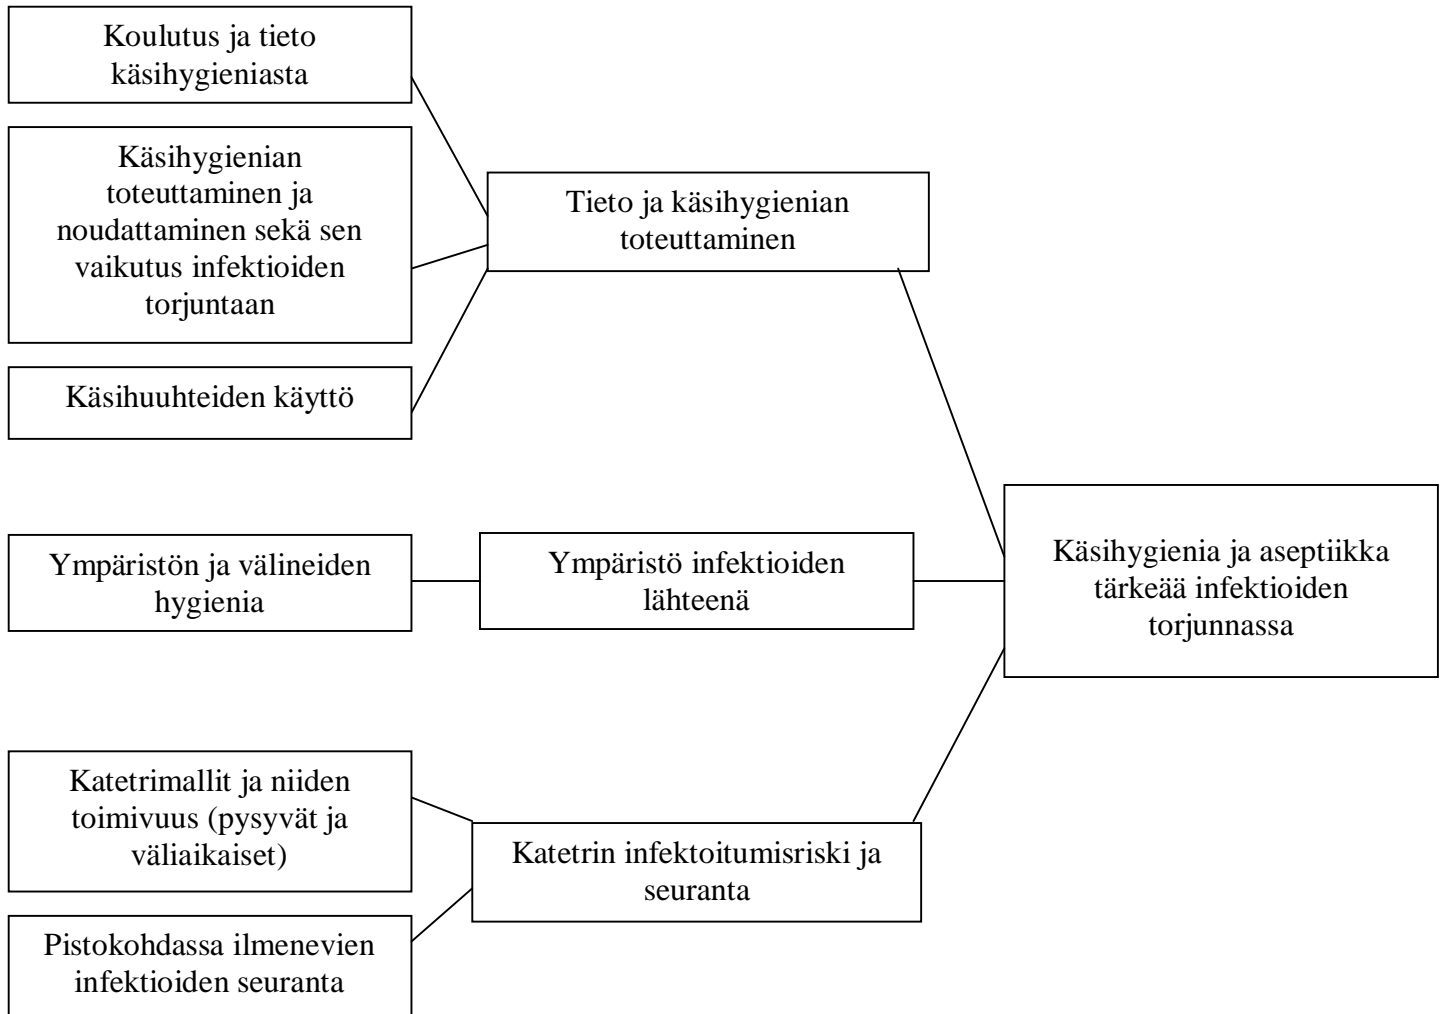 Koulutus ja tieto
käsihygieniasta
Käsihygienian
toteuttaminen ja
noudattaminen sekä sen
vaikutus infektioiden
torjuntaan
Käsihuuhteiden käyttö
Tieto ja käsihygienian
toteuttaminen
Ympäristön ja välineiden
hygienia
Ympäristö infektioiden
lähteenä
Käsihygienia ja aseptiikka
tärkeää infektioiden
torjunnassa
Katetrimallit ja niiden
toimivuus (pysyvät ja
väliaikaiset)
Pistokohdassa ilmenevien
infektioiden seuranta
Katetrin infektoitumisriski ja
seuranta